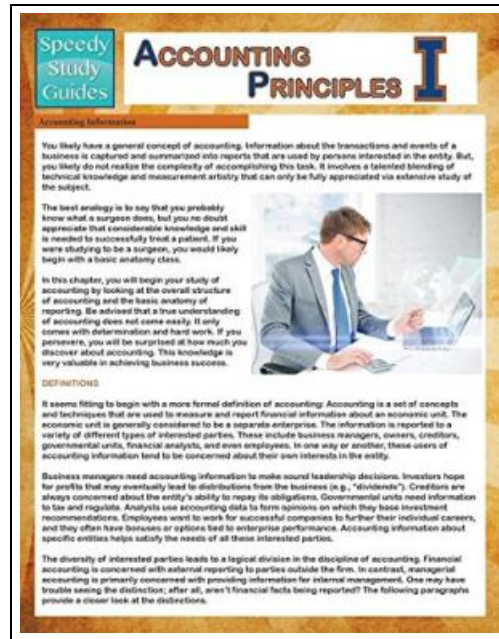 Speedy
Study
Guides
ACCOUNTING
PRINCIPLES I
Accounting Information
You likely have a general concept of accounting. Information about the transactions and events of a
business is captured and summarized into reports that are used by persons interested in the entity. But,
you likely do not realize the complexity of accomplishing this task. It involves a talented blending of
technical knowledge and measurement artistry that can only be fully appreciated via extensive study of
the subject.
The best analogy is to say that you probably
know what a surgeon does, but you no doubt
appreciate that considerable knowledge and skill
is needed to successfully treat a patient. If you
were studying to be a surgeon, you would likely
begin with a basic anatomy class.
In this chapter, you will begin your study of
accounting by looking at the overall structure
of accounting and the basic anatomy of
reporting. Be advised that a true understanding
of accounting does not come easily. It only
comes with determination and hard work. If you
persevere, you will be surprised at how much you
discover about accounting. This knowledge is
very valuable in achieving business success.
DEFINITIONS
It seems fitting to begin with a more formal definition of accounting: Accounting is a set of concepts
and techniques that are used to measure and report financial information about an economic unit. The
economic unit is generally considered to be a separate enterprise. The information is reported to a
variety of different types of interested parties. These include business managers, owners, creditors,
governmental units, financial analysts, and even employees. In one way or another, these users of
accounting information tend to be concerned about their own interests in the entity.
Business managers need accounting information to make sound leadership decisions. Investors hope
for profits that may eventually lead to distributions from the business (e.g., "dividends"). Creditors are
always concerned about the entity's ability to repay its obligations. Governmental units need information
to tax and regulate. Analysts use accounting data to form opinions on which they base investment
recommendations. Employees want to work for successful companies to further their individual careers,
and they often have bonuses or options tied to enterprise performance. Accounting information about
specific entities helps satisfy the needs of all these interested parties.
The diversity of interested parties leads to a logical division in the discipline of accounting. Financial
accounting is concerned with external reporting to parties outside the firm. In contrast, managerial
accounting is primarily concerned with providing information for internal management. One may have
trouble seeing the distinction; after all, aren't financial facts being reported? The following paragraphs
provide a closer look at the distinctions.